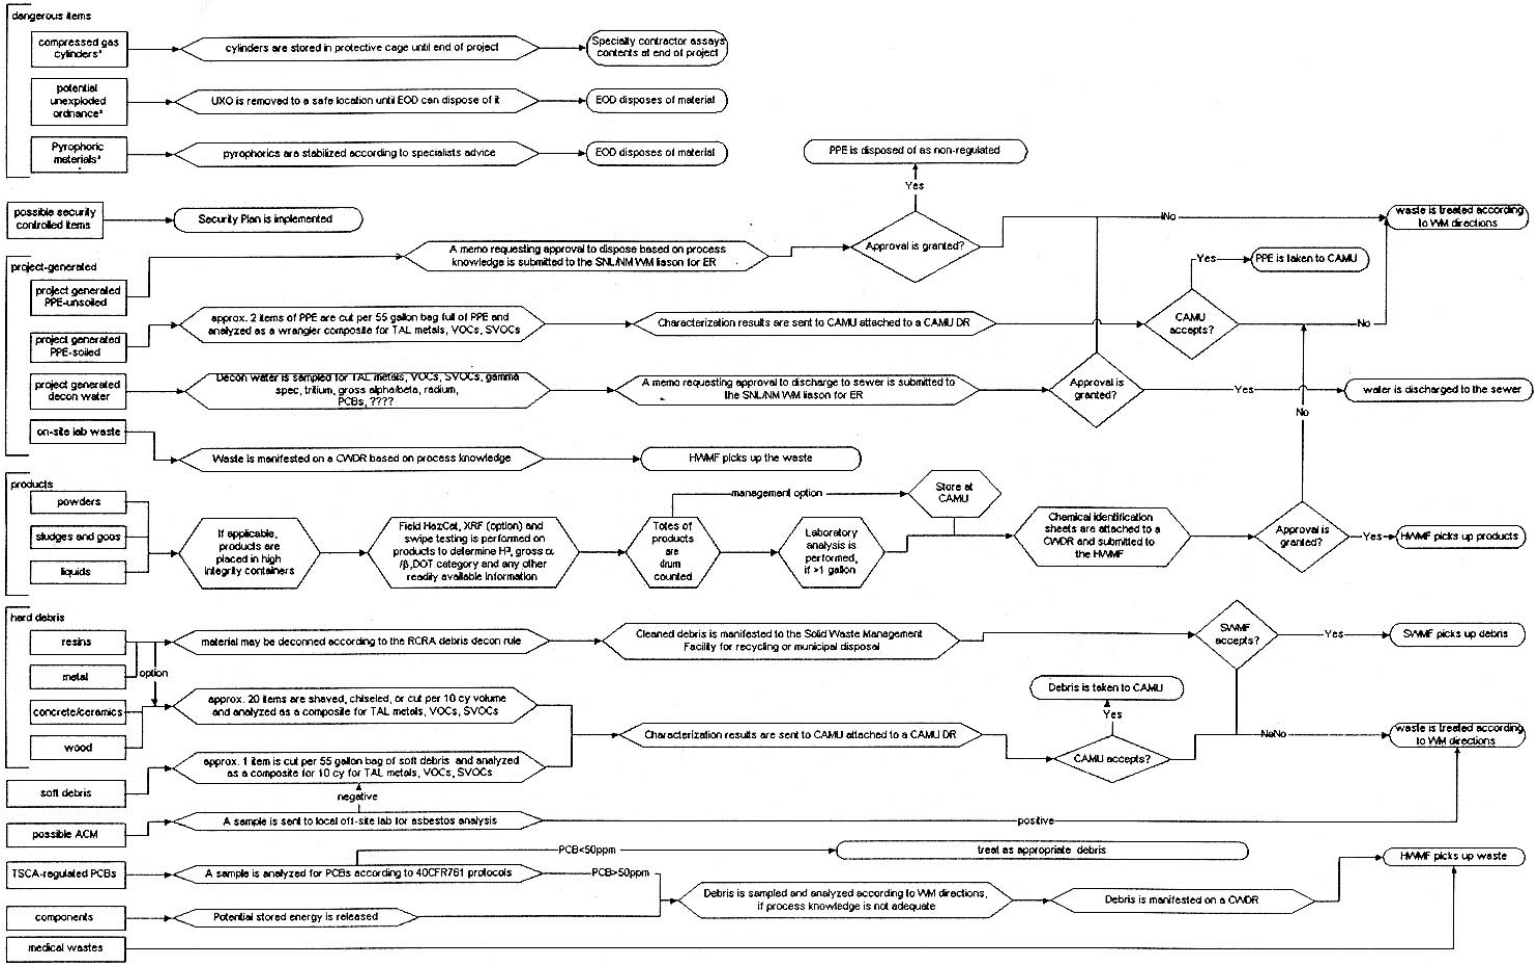 dangerous items
compressed gas
cylinders*
cylinders are stored in protective cage until end of project
Specialty contractor assays
contents at end of project
potential
unexploded
ordnance*
UXO is removed to a safe location until EOD can dispose of it
EOD disposes of material
Pyrophoric
materials*
pyrophorics are stabilized according to specialists advice
EOD disposes of material
PPE is disposed of as non-regulated
Yes
possible security
controlled items
Security Plan is implemented
Approval is granted?
No
waste is treated according
to WM directions
project-generated
A memo requesting approval to dispose based on process
knowledge is submitted to the SNL/NM WM liason for ER
Yes
PPE is taken to CAMU
project generated
PPE-unsoiled
approx. 2 items of PPE are cut per 55 gallon bag full of PPE and
analyzed as a wrangler composite for TAL metals, VOCs, SVOCs
Characterization results are sent to CAMU attached to a CAMU DR
CAMU
accepts?
No
project generated
PPE-soiled
project generated
decon water
Decon water is sampled for TAL metals, VOCs, SVOCs, gamma
spec, tritium, gross alpha/beta, radium,
PCBs, ????
A memo requesting approval to discharge to sewer is submitted to
the SNL/NM WM liason for ER
Approval is
granted?
Yes
water is discharged to the sewer
No
on-site lab waste
Waste is manifested on a CWDR based on process knowledge
HWMF picks up the waste
products
powders
sludges and goos
liquids
If applicable,
products are
placed in high
integrity containers
Field HazCat, XRF (option) and
swipe testing is performed on
products to determine H³, gross α
/β,DOT category and any other
readily available information
Totes of
products
are
drum
counted
management option
Store at
CAMU
Laboratory
analysis is
performed,
if >1 gallon
Chemical identification
sheets are attached to a
CWDR and submitted
to the HWMF
Approval is
granted?
Yes
HWMF picks up products
hard debris
resins
material may be deconned according to the RCRA debris decon rule
Cleaned debris is manifested to the Solid Waste Management
Facility for recycling or municipal disposal
SWMF
accepts?
Yes
SWMF picks up debris
metal
option
concrete/ceramics
approx. 20 items are shaved, chiseled, or cut per 10 cy volume
and analyzed as a composite for TAL metals, VOCs, SVOCs
Debris is taken to CAMU
Yes
wood
Characterization results are sent to CAMU attached to a CAMU DR
CAMU accepts?
NoNo
waste is treated according
to WM directions
soft debris
approx. 1 item is cut per 55 gallon bag of soft debris and analyzed
as a composite for 10 cy for TAL metals, VOCs, SVOCs
negative
possible ACM
A sample is sent to local off-site lab for asbestos analysis
positive
TSCA-regulated PCBs
A sample is analyzed for PCBs according to 40CFR761 protocols
PCB<50ppm
treat as appropriate debris
PCB>50ppm
HWMF picks up waste
components
Potential stored energy is released
Debris is sampled and analyzed according to WM directions,
if process knowledge is not adequate
Debris is manifested on a CWDR
medical wastes